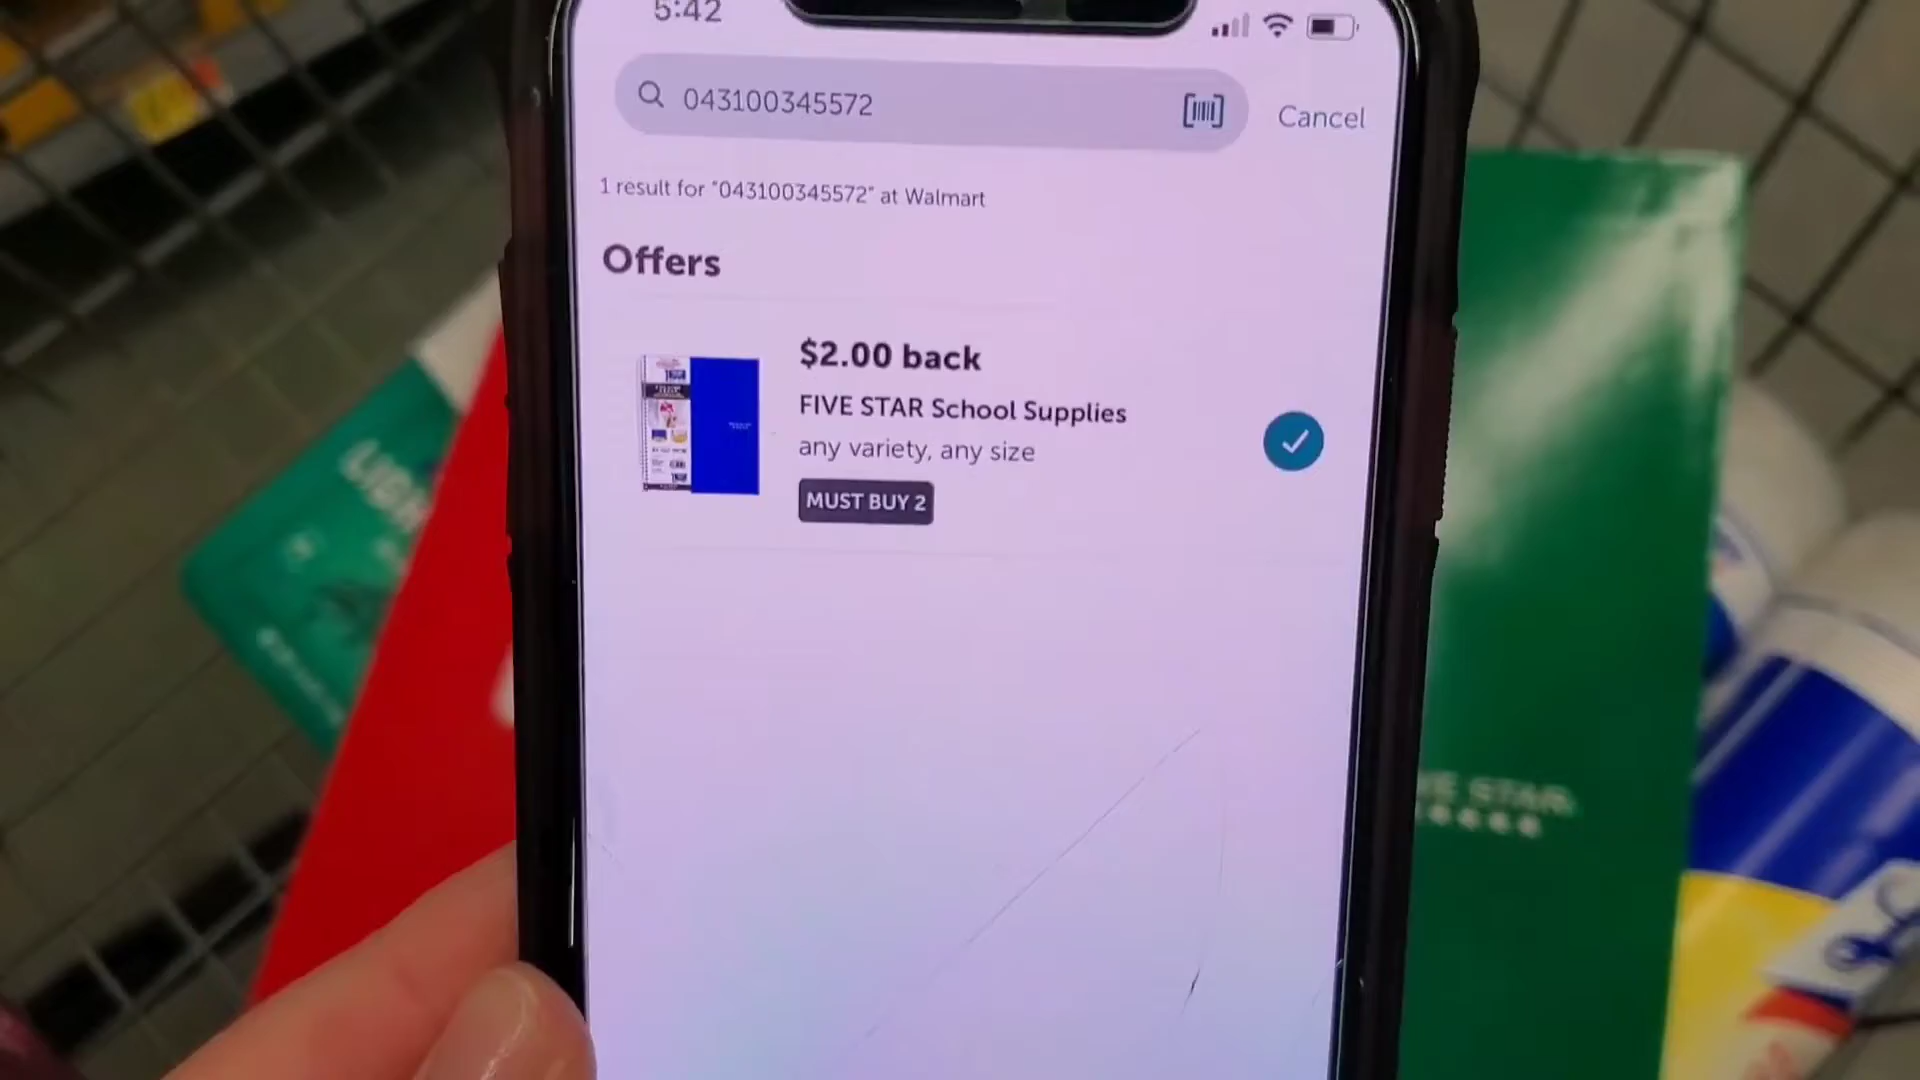 5:42
043100345572
Cancel
1 result for "043100345572" at Walmart
Offers
$2.00 back
FIVE STAR School Supplies
any variety, any size
MUST BUY 2
STAR